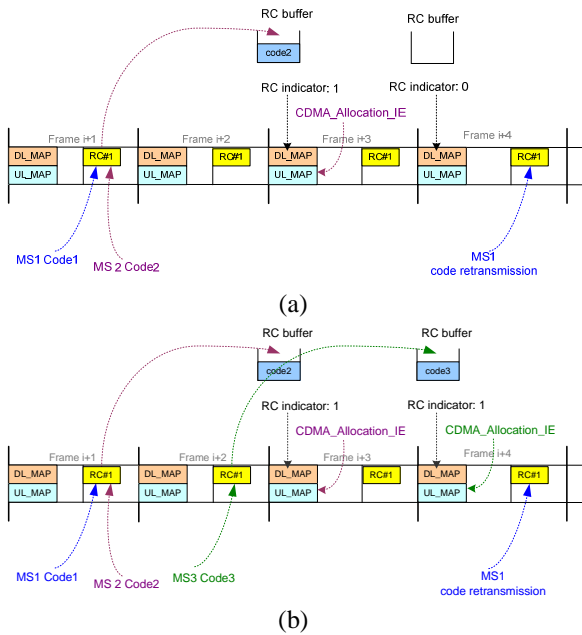 RC buffer
RC buffer
code2
RC indicator: 1
RC indicator: 0
CDMA_Allocation_IE
Frame i+1
Frame i+2
Frame i+3
Frame i+4
DL_MAP
RC#1
DL_MAP
RC#1
DL_MAP
RC#1
DL_MAP
RC#1
UL_MAP
UL_MAP
UL_MAP
UL_MAP
MS1 Code1
MS 2 Code2
MS1
code retransmission
(a)
RC buffer
RC buffer
code2
code3
RC indicator: 1
RC indicator: 1
CDMA_Allocation_IE
CDMA_Allocation_IE
Frame i+1
Frame i+2
Frame i+3
Frame i+4
DL_MAP
RC#1
DL_MAP
RC#1
DL_MAP
RC#1
DL_MAP
RC#1
UL_MAP
UL_MAP
UL_MAP
UL_MAP
MS1 Code1
MS 2 Code2
MS3 Code3
MS1
code retransmission
(b)